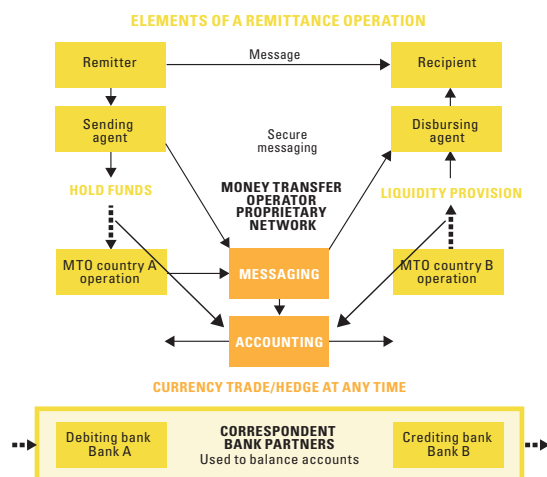 ELEMENTS OF A REMITTANCE OPERATION
Remitter
Message
Recipient
Sending
agent
Secure
messaging
Disbursing
agent
HOLD FUNDS
MONEY TRANSFER
OPERATOR
PROPRIETARY
NETWORK
LIQUIDITY PROVISION
MTO country A
operation
MESSAGING
MTO country B
operation
ACCOUNTING
CURRENCY TRADE/HEDGE AT ANY TIME
Debiting bank
Bank A
CORRESPONDENT
BANK PARTNERS
Used to balance accounts
Crediting bank
Bank B